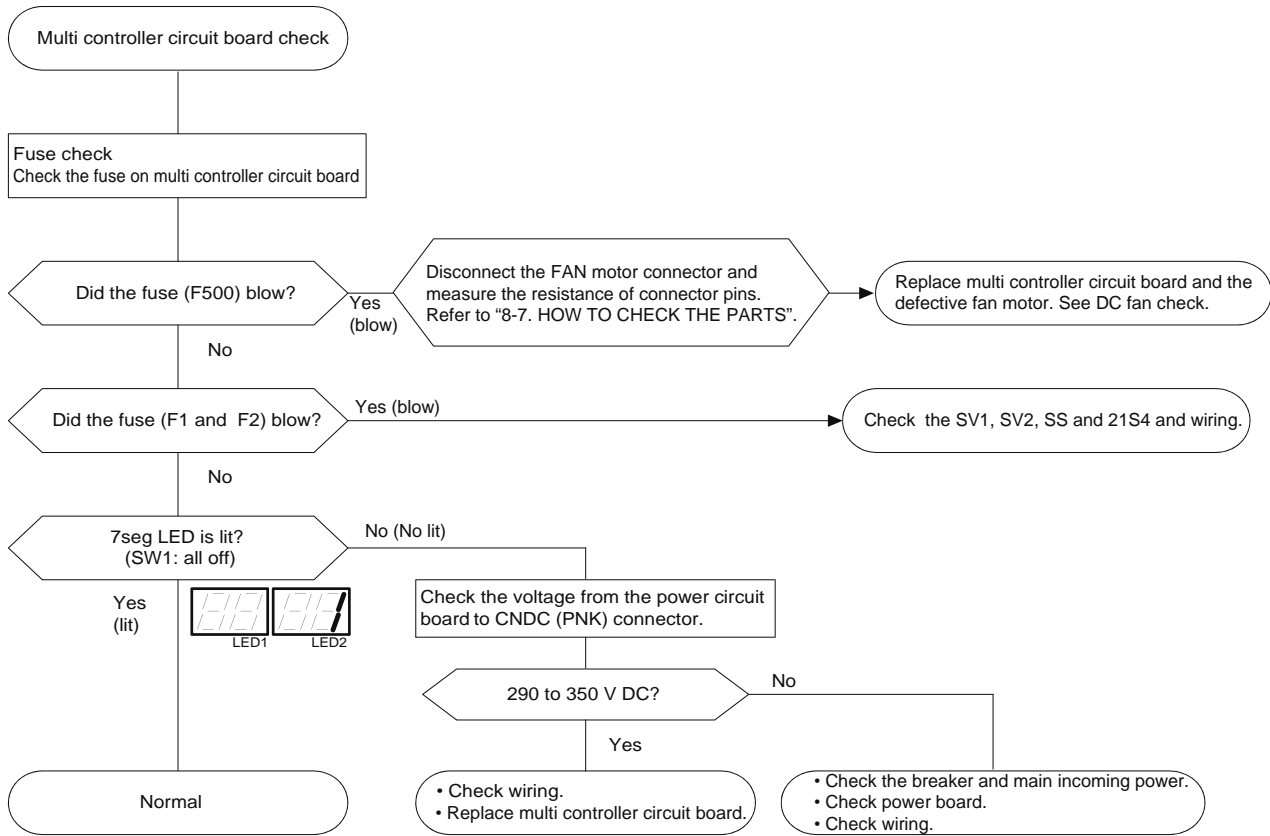 Multi controller circuit board check
Fuse check
Check the fuse on multi controller circuit board
Did the fuse (F500) blow?
Yes
(blow)
Disconnect the FAN motor connector and
measure the resistance of connector pins.
Refer to “8-7. HOW TO CHECK THE PARTS”.
Replace multi controller circuit board and the
defective fan motor. See DC fan check.
No
Did the fuse (F1 and F2) blow?
Yes (blow)
Check the SV1, SV2, SS and 21S4 and wiring.
No
7seg LED is lit?
(SW1: all off)
No (No lit)
Yes
(lit)
1
LED1
LED2
Check the voltage from the power circuit
board to CNDC (PNK) connector.
290 to 350 V DC?
No
Yes
Normal
• Check wiring.
• Replace multi controller circuit board.
• Check the breaker and main incoming power.
• Check power board.
• Check wiring.